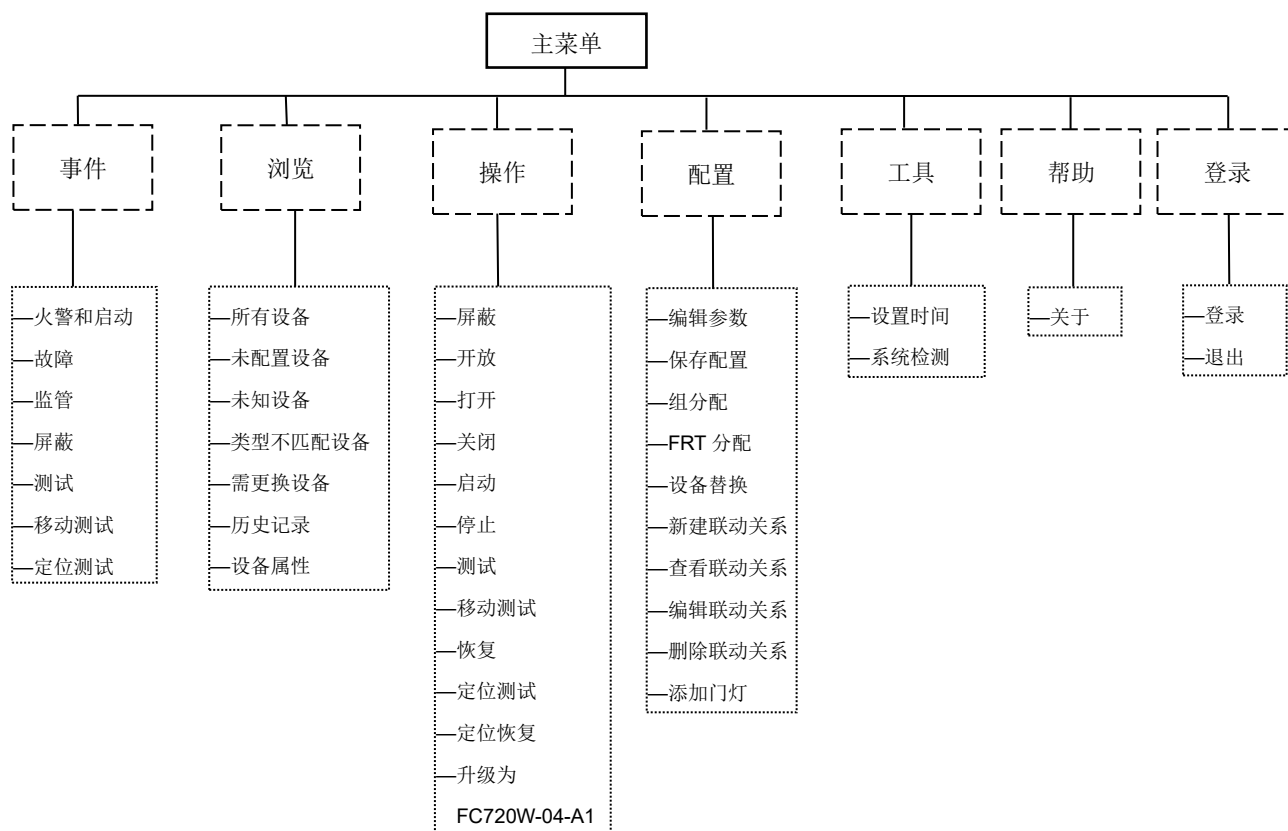 主菜单
事件
浏览
操作
配置
工具
帮助
登录
火警和启动
故障
监管
屏蔽
测试
移动测试
定位测试
所有设备
未配置设备
未知设备
类型不匹配设备
需更换设备
历史记录
设备属性
屏蔽
开放
打开
关闭
启动
停止
测试
移动测试
恢复
定位测试
定位恢复
升级为
FC720W-04-A1
编辑参数
保存配置
组分配
FRT 分配
设备替换
新建联动关系
查看联动关系
编辑联动关系
删除联动关系
添加门灯
设置时间
系统检测
关于
登录
退出